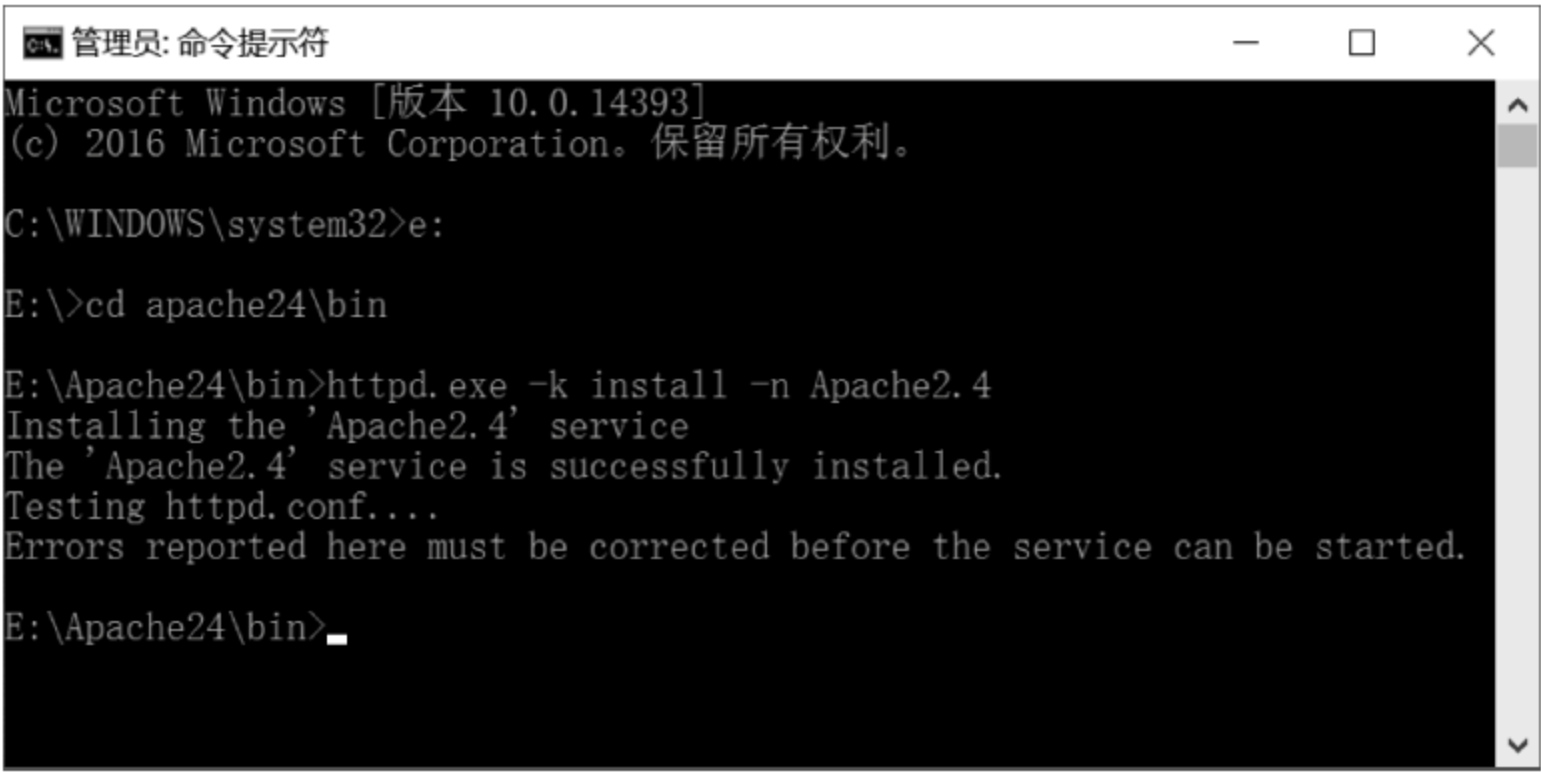 管理员: 命令提示符
Microsoft Windows [版本 10.0.14393]
(c) 2016 Microsoft Corporation。保留所有权利。
C:\WINDOWS\system32>e:
E:\>cd apache24\bin
E:\Apache24\bin>httpd.exe -k install -n Apache2.4
Installing the 'Apache2.4' service
The 'Apache2.4' service is successfully installed.
Testing httpd.conf....
Errors reported here must be corrected before the service can be started.
E:\Apache24\bin>